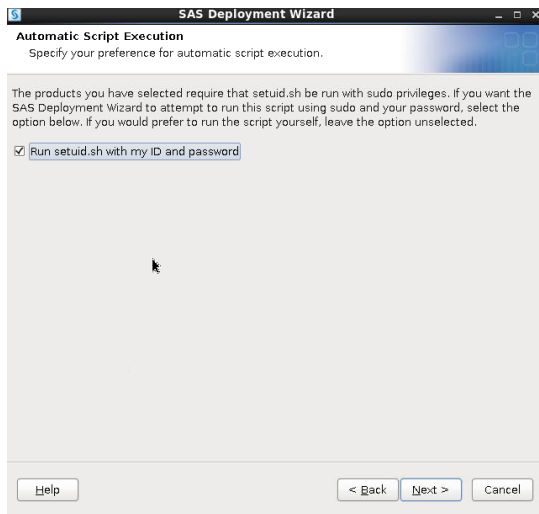 SAS Deployment Wizard
Automatic Script Execution
Specify your preference for automatic script execution.
The products you have selected require that setuid.sh be run with sudo privileges. If you want the
SAS Deployment Wizard to attempt to run this script using sudo and your password, select the
option below. If you would prefer to run the script yourself, leave the option unselected.
Run setuid.sh with my ID and password
Help
< Back
Next >
Cancel